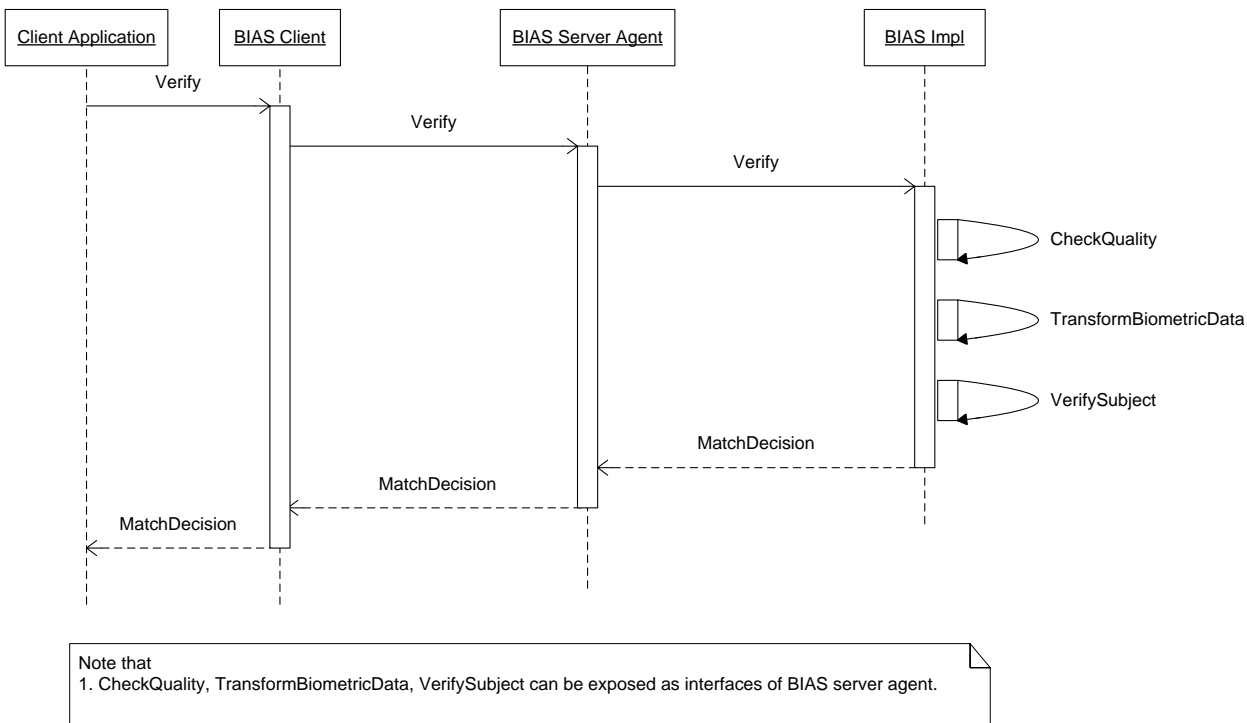 Client Application
BIAS Client
BIAS Server Agent
BIAS Impl
Verify
Verify
Verify
CheckQuality
TransformBiometricData
VerifySubject
MatchDecision
MatchDecision
MatchDecision
Note that
1. CheckQuality, TransformBiometricData, VerifySubject can be exposed as interfaces of BIAS server agent.